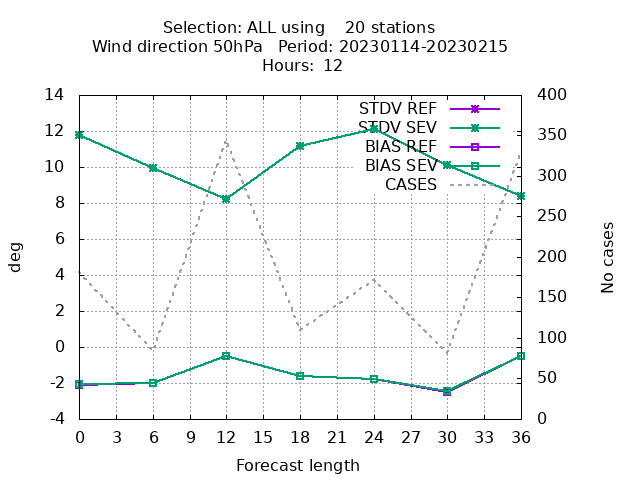 Selection: ALL using    20 stations
Wind direction 50hPa   Period: 20230114-20230215
Hours:  12
14
12
10
8
6
4
2
0
-2
-4
deg
400
350
300
250
200
150
100
50
0
No cases
STDV REF
STDV SEV
BIAS REF
BIAS SEV
CASES
0 3 6 9 12 15 18 21 24 27 30 33 36
Forecast length